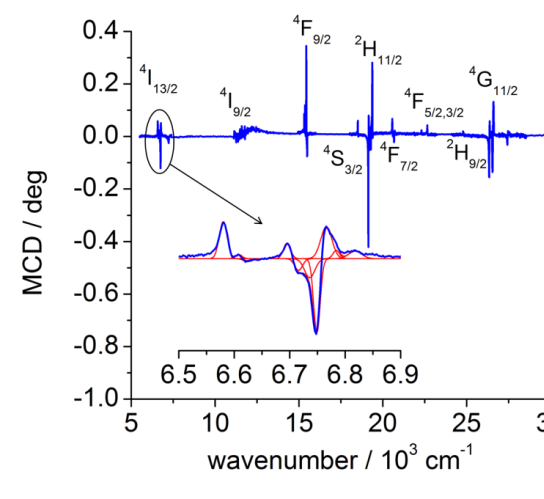 0.4
0.2
0.0
-0.2
-0.4
-0.6
-0.8
-1.0
MCD / deg
⁴I₁₃/₂
⁴I₉/₂
⁴F₉/₂
²H₁₁/₂
⁴S₃/₂
⁴F₇/₂
⁴F₅/₂,₃/₂
²H₉/₂
⁴G₁₁/₂
6.5 6.6 6.7 6.8 6.9
5 10 15 20 25
wavenumber / 10³ cm⁻¹